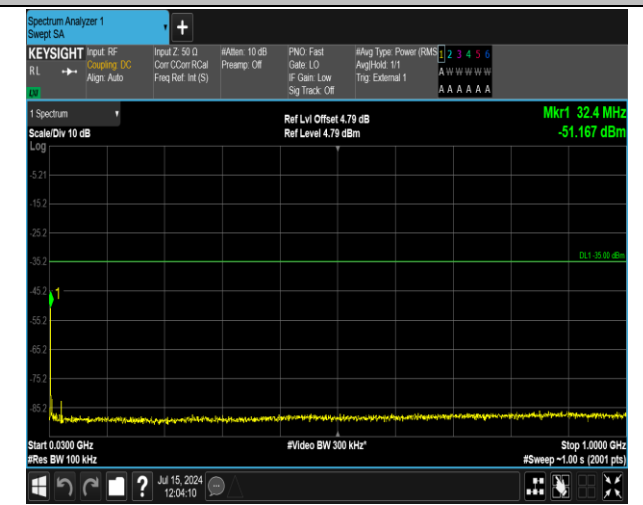 Spectrum Analyzer 1
Swept SA
+
KEYSIGHT Input: RF Input Z: 50 Ω #Atten: 10 dB PNO: Fast #Avg Type: Power (RMS 1 2 3 4 5 6
RL Coupling: DC Corr CCorr RCal Preamp: Off Gate: LO Avg|Hold: 1/1 A W W W W W
Align: Auto Freq Ref: Int (S) IF Gain: Low Trig: External 1
Sig Track: Off A A A A A A
1 Spectrum Ref Lvl Offset 4.79 dB Mkr1 32.4 MHz
Scale/Div 10 dB Ref Level 4.79 dBm -51.167 dBm
Log
-5.21
-15.2
-25.2
DL1 -35.00 dBm
-35.2
-45.2
1
-55.2
-65.2
-75.2
-85.2
Start 0.0300 GHz #Video BW 300 kHz* Stop 1.0000 GHz
#Res BW 100 kHz #Sweep ~1.00 s (2001 pts)
? Jul 15, 2024
12:04:10